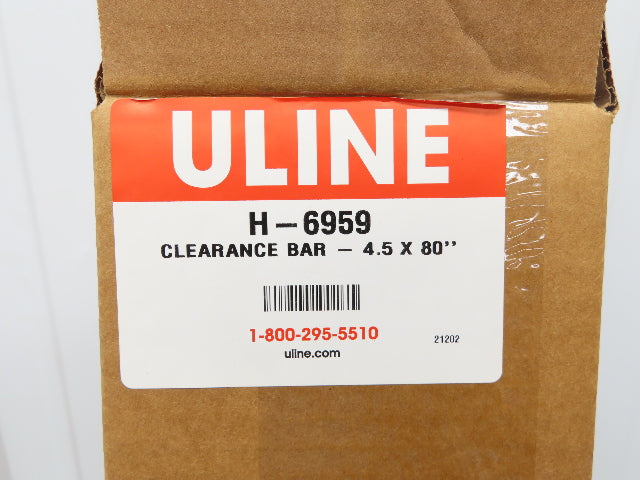 ULINE
H-6959
CLEARANCE BAR - 4.5 X 80''
1-800-295-5510
21202
uline.com